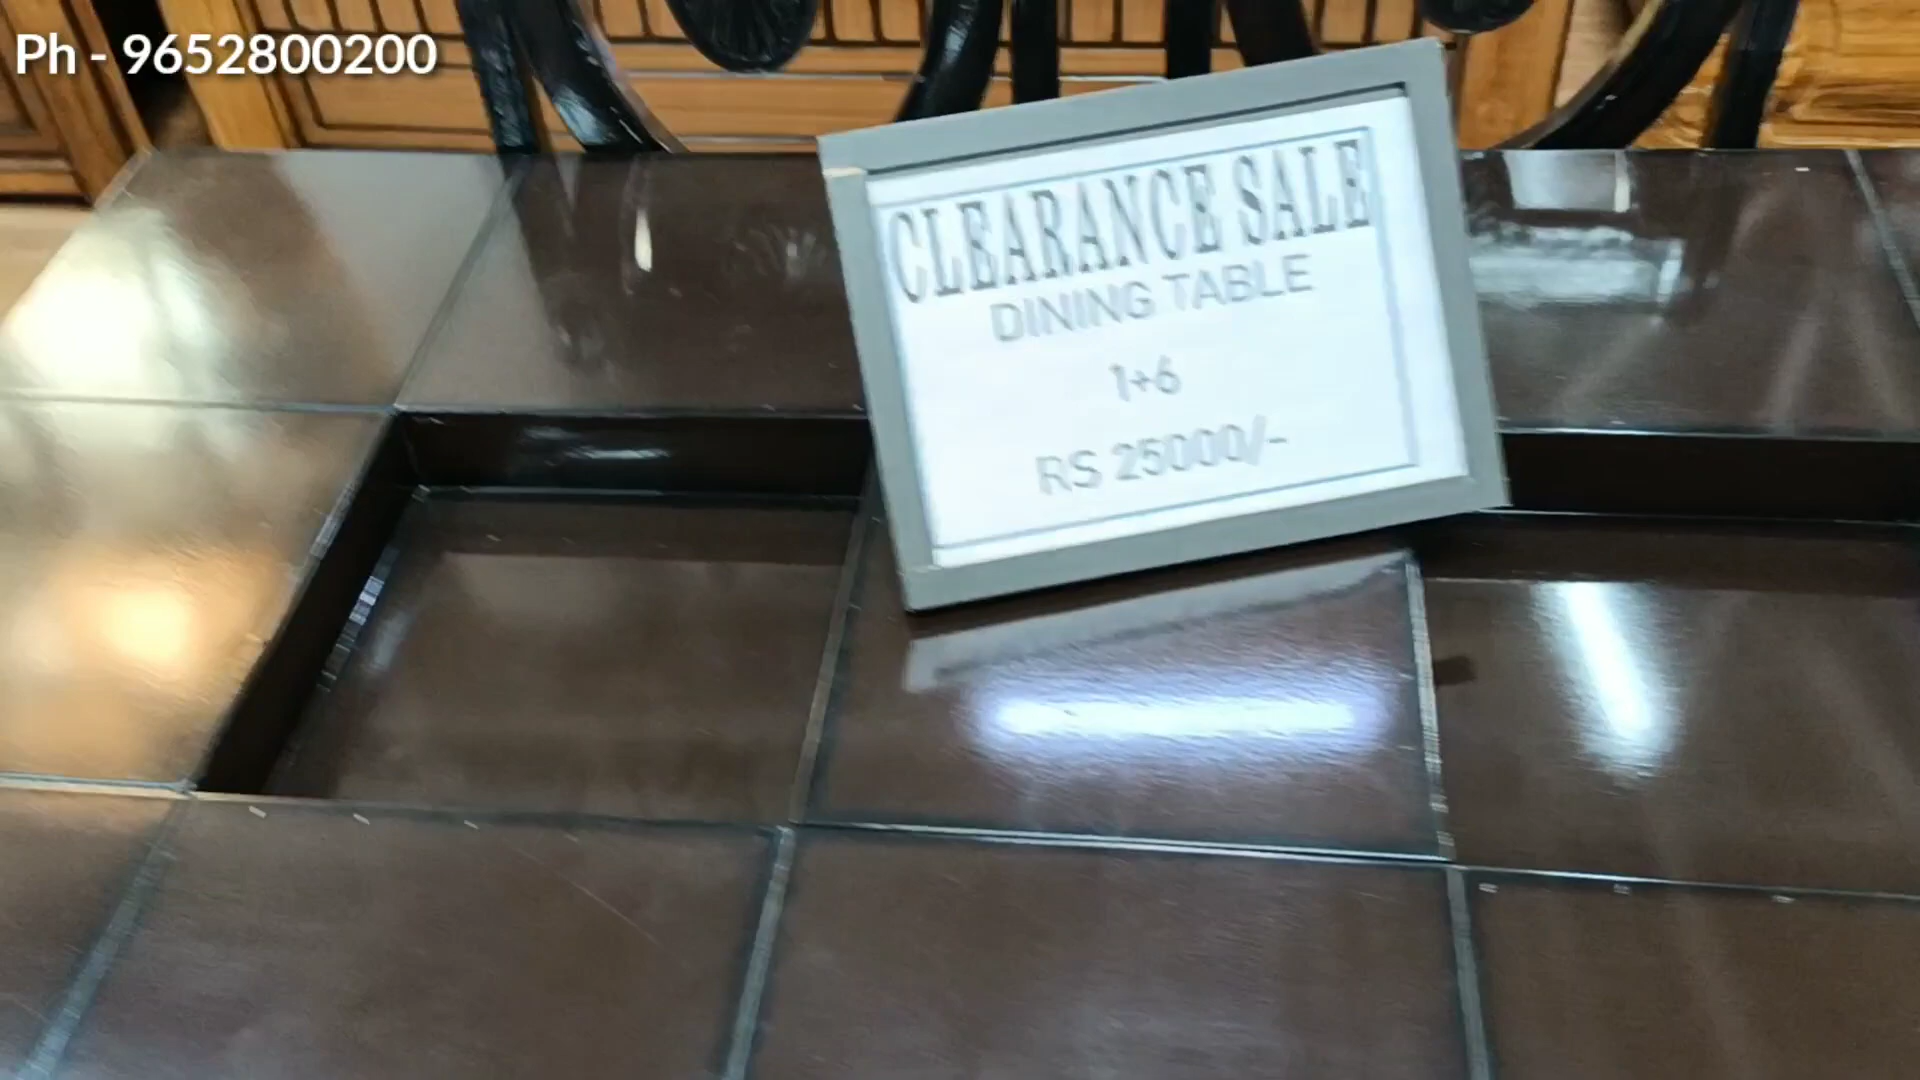 Ph - 9652800200
CLEARANCE SALE
DINING TABLE
1+6
RS 25000/-